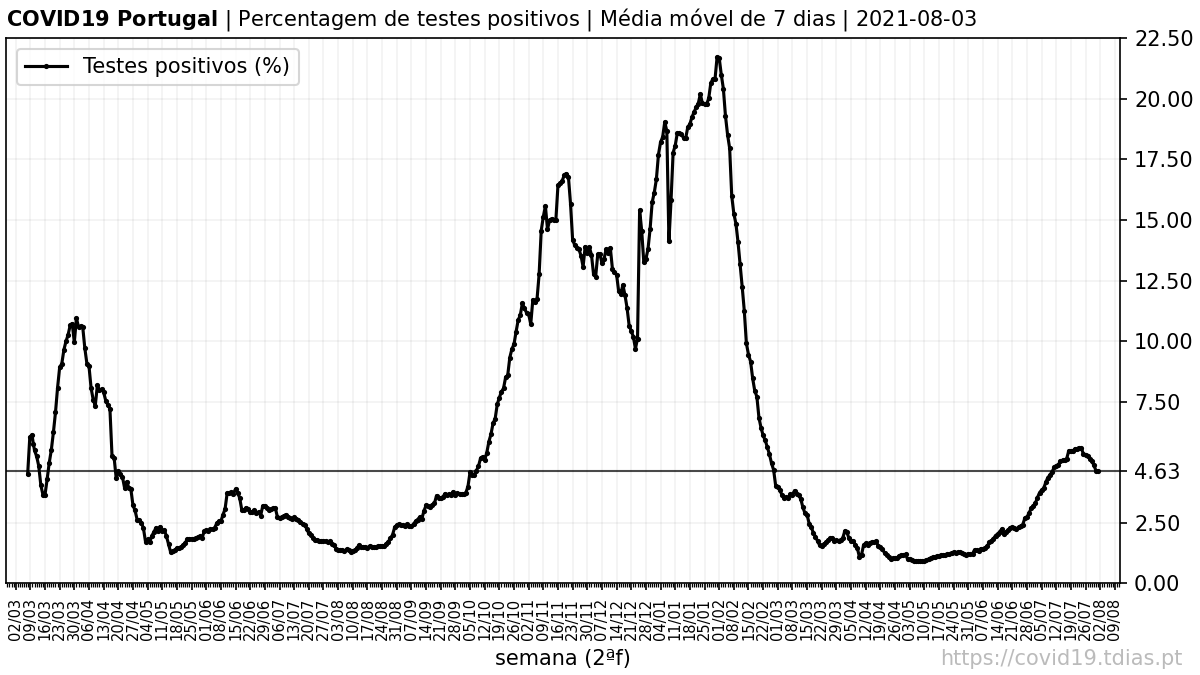 COVID19 Portugal | Percentagem de testes positivos | Média móvel de 7 dias | 2021-08-03
Testes positivos (%)
22.50
20.00
17.50
15.00
12.50
10.00
7.50
4.63
2.50
0.00
02/03 09/03 16/03 23/03 30/03 06/04 13/04 20/04 27/04 04/05 11/05 18/05 25/05 01/06 08/06 15/06 22/06 29/06 06/07 13/07 20/07 27/07 03/08 10/08 17/08 24/08 31/08 07/09 14/09 21/09 28/09 05/10 12/10 19/10 26/10 02/11 09/11 16/11 23/11 30/11 07/12 14/12 21/12 28/12 04/01 11/01 18/01 25/01 01/02 08/02 15/02 22/02 01/03 08/03 15/03 22/03 29/03 05/04 12/04 19/04 26/04 03/05 10/05 17/05 24/05 31/05 07/06 14/06 21/06 28/06 05/07 12/07 19/07 26/07 02/08 09/08
semana (2ªf)
https://covid19.tdias.pt